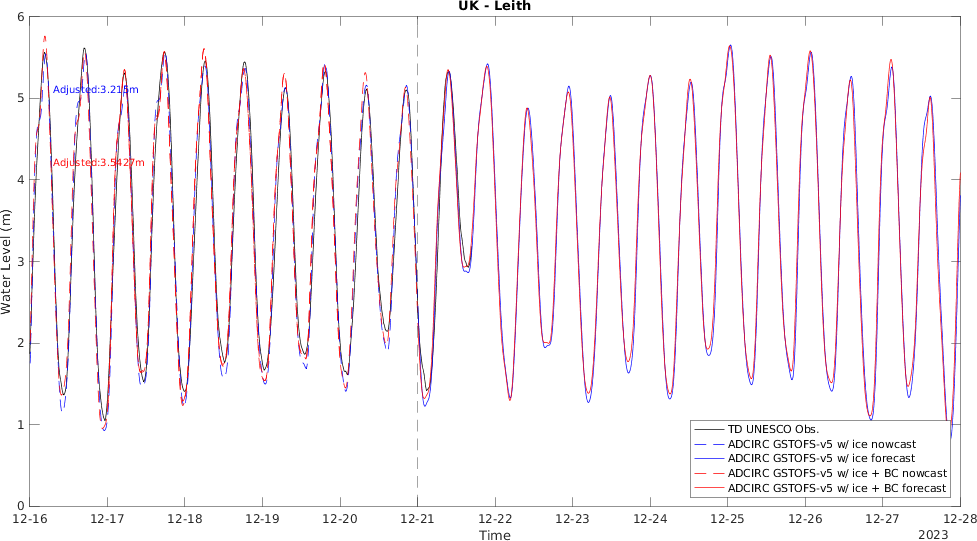 UK - Leith
6
5
4
3
2
1
0
Water Level (m)
Adjusted:3.215m
Adjusted:3.5427m
TD UNESCO Obs.
ADCIRC GSTOFS-v5 w/ ice nowcast
ADCIRC GSTOFS-v5 w/ ice forecast
ADCIRC GSTOFS-v5 w/ ice + BC nowcast
ADCIRC GSTOFS-v5 w/ ice + BC forecast
12-16 12-17 12-18 12-19 12-20 12-21 12-22 12-23 12-24 12-25 12-26 12-27 12-28
Time
2023